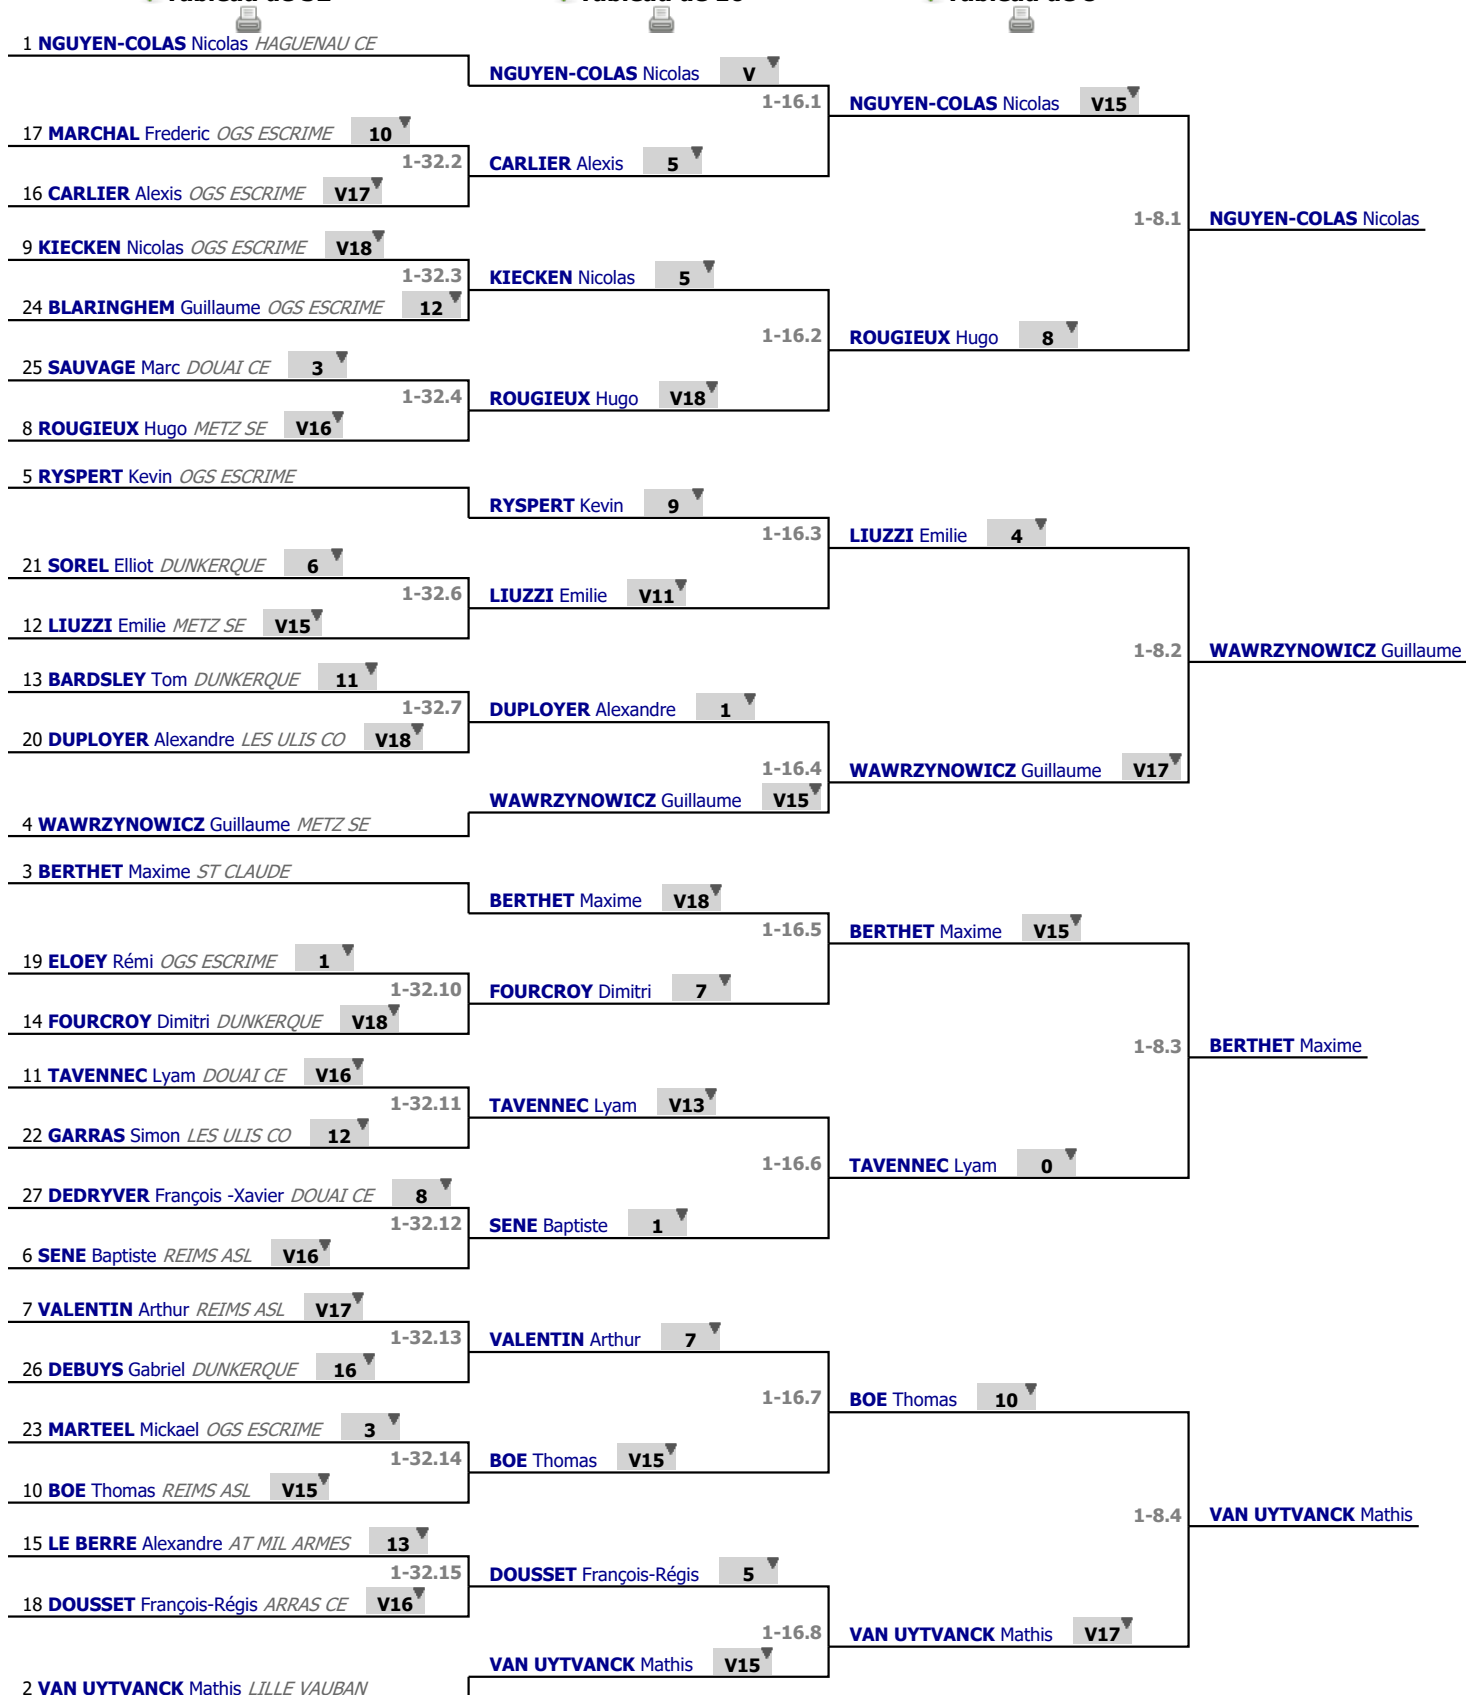 Tableau de 32 Tableau de 16 Tableau de 8
1 NGUYEN-COLAS Nicolas HAGUENAU CE
NGUYEN-COLAS Nicolas V
1-16.1
NGUYEN-COLAS Nicolas V15
17 MARCHAL Frederic OGS ESCRIME 10
1-32.2
CARLIER Alexis 5
16 CARLIER Alexis OGS ESCRIME V17
1-8.1
NGUYEN-COLAS Nicolas
9 KIECKEN Nicolas OGS ESCRIME V18
1-32.3
KIECKEN Nicolas 5
24 BLARINGHEM Guillaume OGS ESCRIME 12
1-16.2
ROUGIEUX Hugo 8
25 SAUVAGE Marc DOUAI CE 3
1-32.4
ROUGIEUX Hugo V18
8 ROUGIEUX Hugo METZ SE V16
5 RYSPERT Kevin OGS ESCRIME
RYSPERT Kevin 9
1-16.3
LIUZZI Emilie 4
21 SOREL Elliot DUNKERQUE 6
1-32.6
LIUZZI Emilie V11
12 LIUZZI Emilie METZ SE V15
1-8.2
WAWRZYNOWICZ Guillaume
13 BARDSLEY Tom DUNKERQUE 11
1-32.7
DUPLOYER Alexandre 1
20 DUPLOYER Alexandre LES ULIS CO V18
1-16.4
WAWRZYNOWICZ Guillaume V17
WAWRZYNOWICZ Guillaume V15
4 WAWRZYNOWICZ Guillaume METZ SE
3 BERTHET Maxime ST CLAUDE
BERTHET Maxime V18
1-16.5
BERTHET Maxime V15
19 ELOEY Rémi OGS ESCRIME 1
1-32.10
FOURCROY Dimitri 7
14 FOURCROY Dimitri DUNKERQUE V18
1-8.3
BERTHET Maxime
11 TAVENNEC Lyam DOUAI CE V16
1-32.11
TAVENNEC Lyam V13
22 GARRAS Simon LES ULIS CO 12
1-16.6
TAVENNEC Lyam 0
27 DEDRYVER François -Xavier DOUAI CE 8
1-32.12
SENE Baptiste 1
6 SENE Baptiste REIMS ASL V16
7 VALENTIN Arthur REIMS ASL V17
1-32.13
VALENTIN Arthur 7
26 DEBUYS Gabriel DUNKERQUE 16
1-16.7
BOE Thomas 10
23 MARTEEL Mickael OGS ESCRIME 3
1-32.14
BOE Thomas V15
10 BOE Thomas REIMS ASL V15
1-8.4
VAN UYTVANCK Mathis
15 LE BERRE Alexandre AT MIL ARMES 13
1-32.15
DOUSSET François-Régis 5
18 DOUSSET François-Régis ARRAS CE V16
1-16.8
VAN UYTVANCK Mathis V17
VAN UYTVANCK Mathis V15
2 VAN UYTVANCK Mathis LILLE VAUBAN